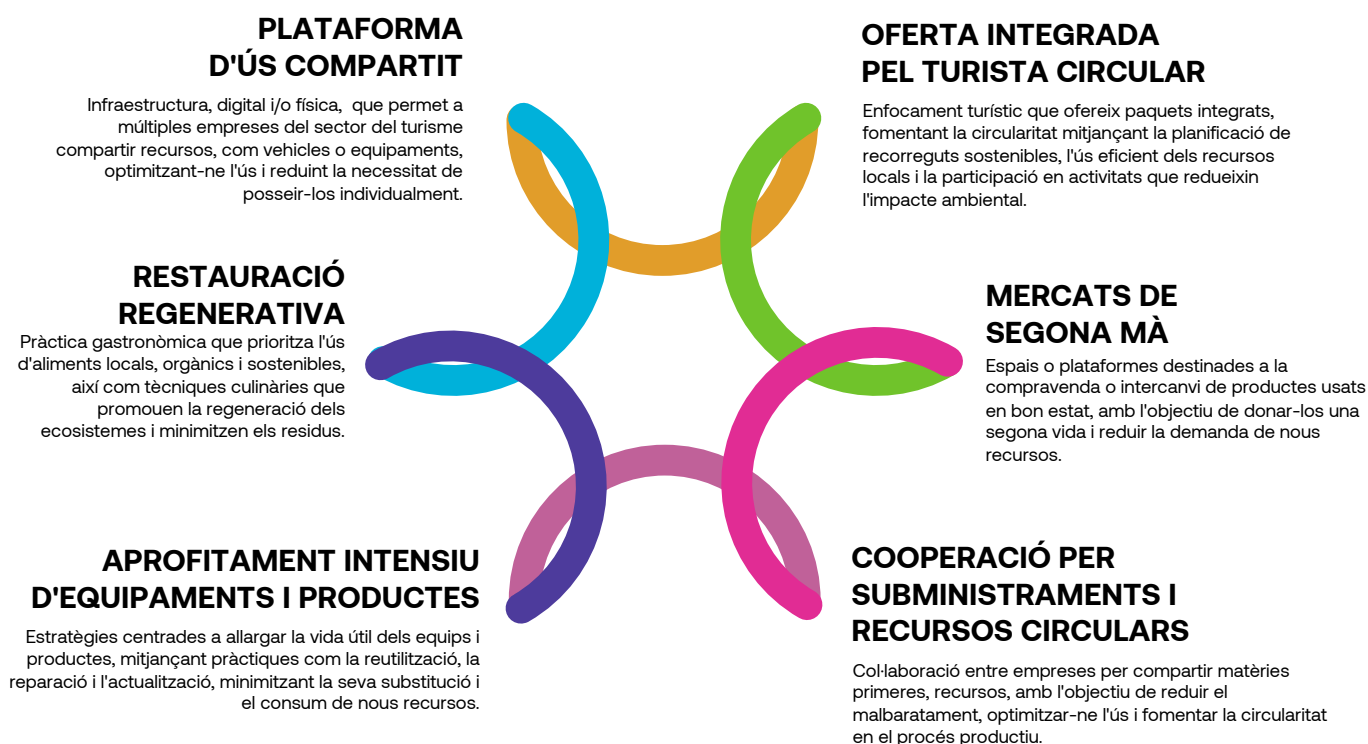 PLATAFORMA
D'ÚS COMPARTIT
Infraestructura, digital i/o física, que permet a
múltiples empreses del sector del turisme
compartir recursos, com vehicles o equipaments,
optimitzant-ne l'ús i reduint la necessitat de
posseir-los individualment.
OFERTA INTEGRADA
PEL TURISTA CIRCULAR
Enfocament turístic que ofereix paquets integrats,
fomentant la circularitat mitjançant la planificació de
recorreguts sostenibles, l'ús eficient dels recursos
locals i la participació en activitats que redueixin
l'impacte ambiental.
RESTAURACIÓ
REGENERATIVA
Pràctica gastronòmica que prioritza l'ús
d'aliments locals, orgànics i sostenibles,
així com tècniques culinàries que
promouen la regeneració dels
ecosistemes i minimitzen els residus.
MERCATS DE
SEGONA MÀ
Espais o plataformes destinades a la
compravenda o intercanvi de productes usats
en bon estat, amb l'objectiu de donar-los una
segona vida i reduir la demanda de nous
recursos.
APROFITAMENT INTENSIU
D'EQUIPAMENTS I PRODUCTES
Estratègies centrades a allargar la vida útil dels equips i
productes, mitjançant pràctiques com la reutilització, la
reparació i l'actualització, minimitzant la seva substitució i
el consum de nous recursos.
COOPERACIÓ PER
SUBMINISTRAMENTS I
RECURSOS CIRCULARS
Col·laboració entre empreses per compartir matèries
primeres, recursos, amb l'objectiu de reduir el
malbaratament, optimitzar-ne l'ús i fomentar la circularitat
en el procés productiu.